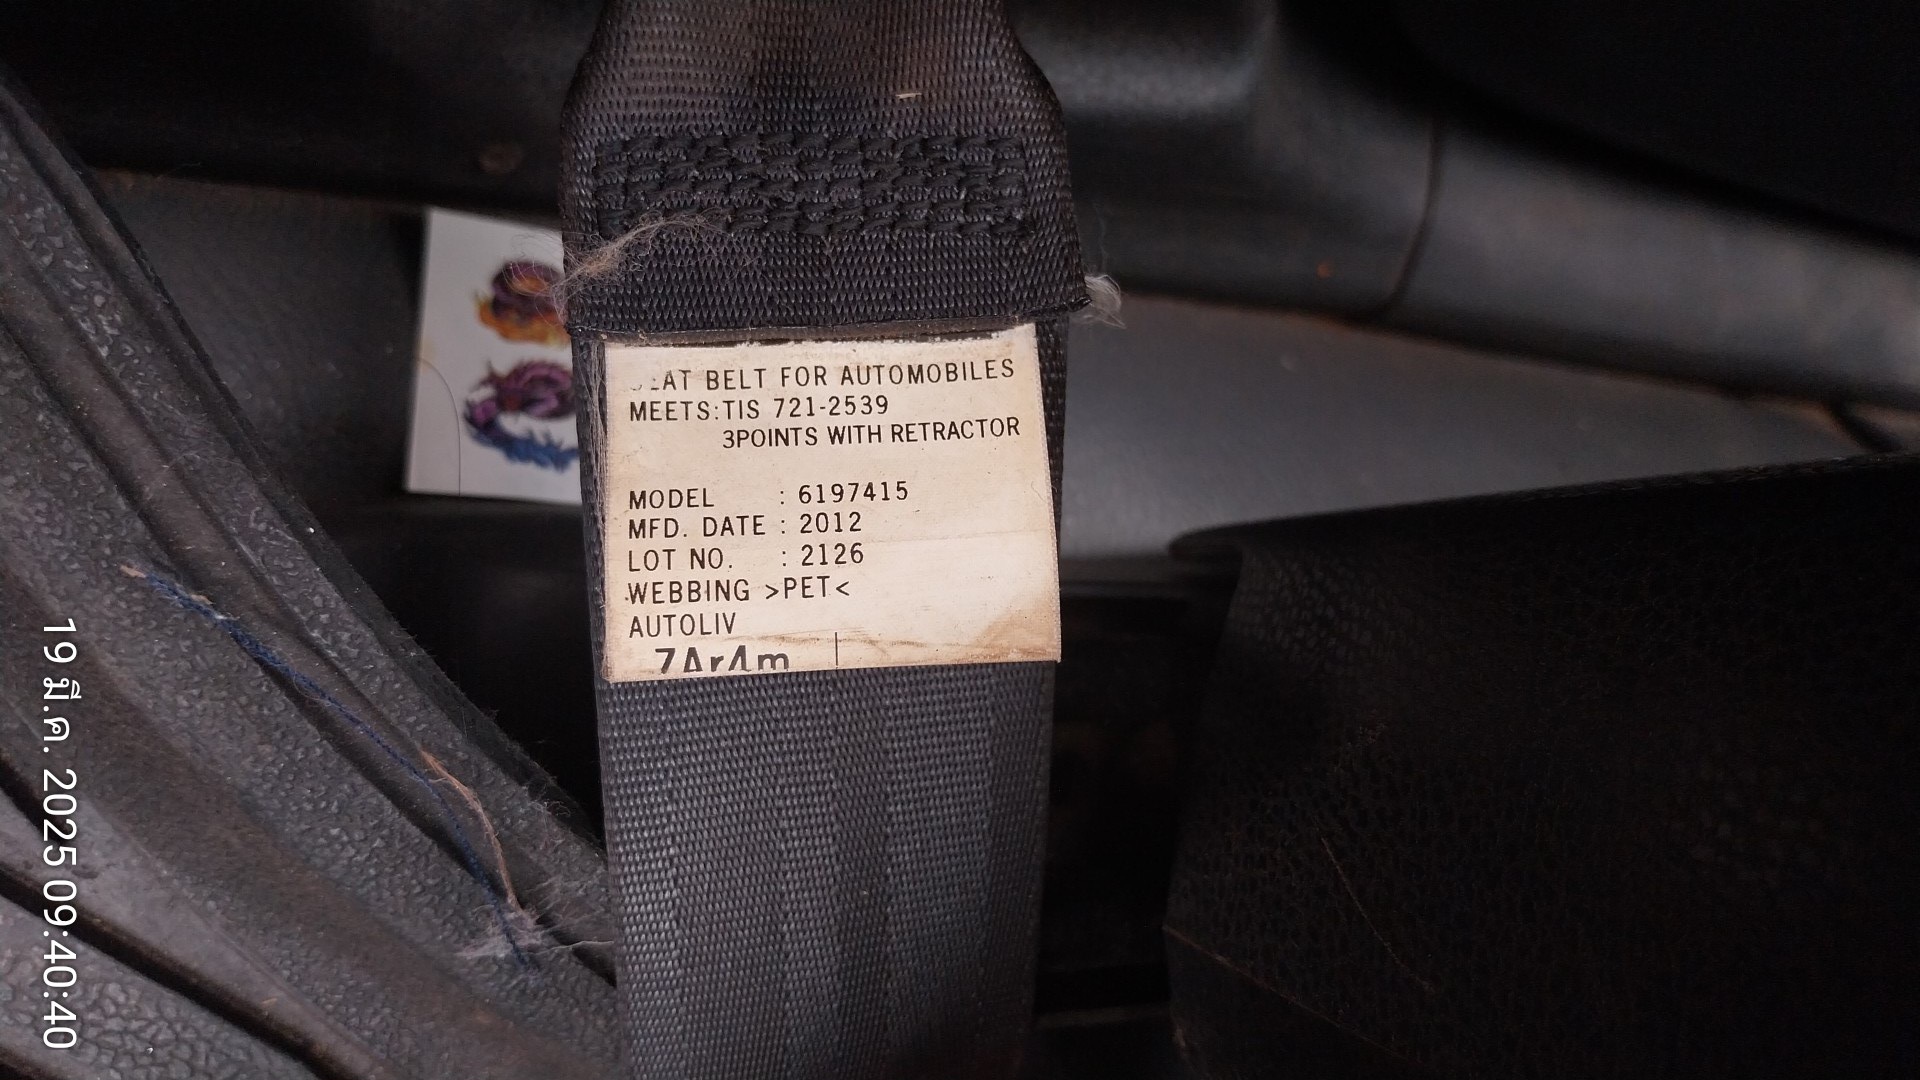 BELT FOR AUTOMOBILES
MEETS:TIS 721-2539
3POINTS WITH RETRACTOR
MODEL : 6197415
MFD. DATE : 2012
LOT NO. : 2126
WEBBING >PET<
AUTOLIV
19 มี.ค. 2025 09:40:40